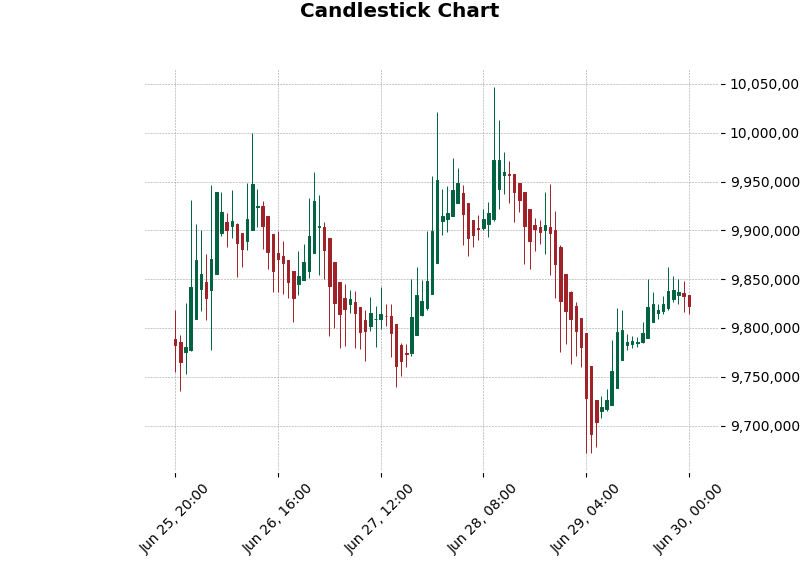 Candlestick Chart
10,050,00
10,000,00
9,950,000
9,900,000
9,850,000
9,800,000
9,750,000
9,700,000
Jun 25, 20:00
Jun 26, 16:00
Jun 27, 12:00
Jun 28, 08:00
Jun 29, 04:00
Jun 30, 00:00